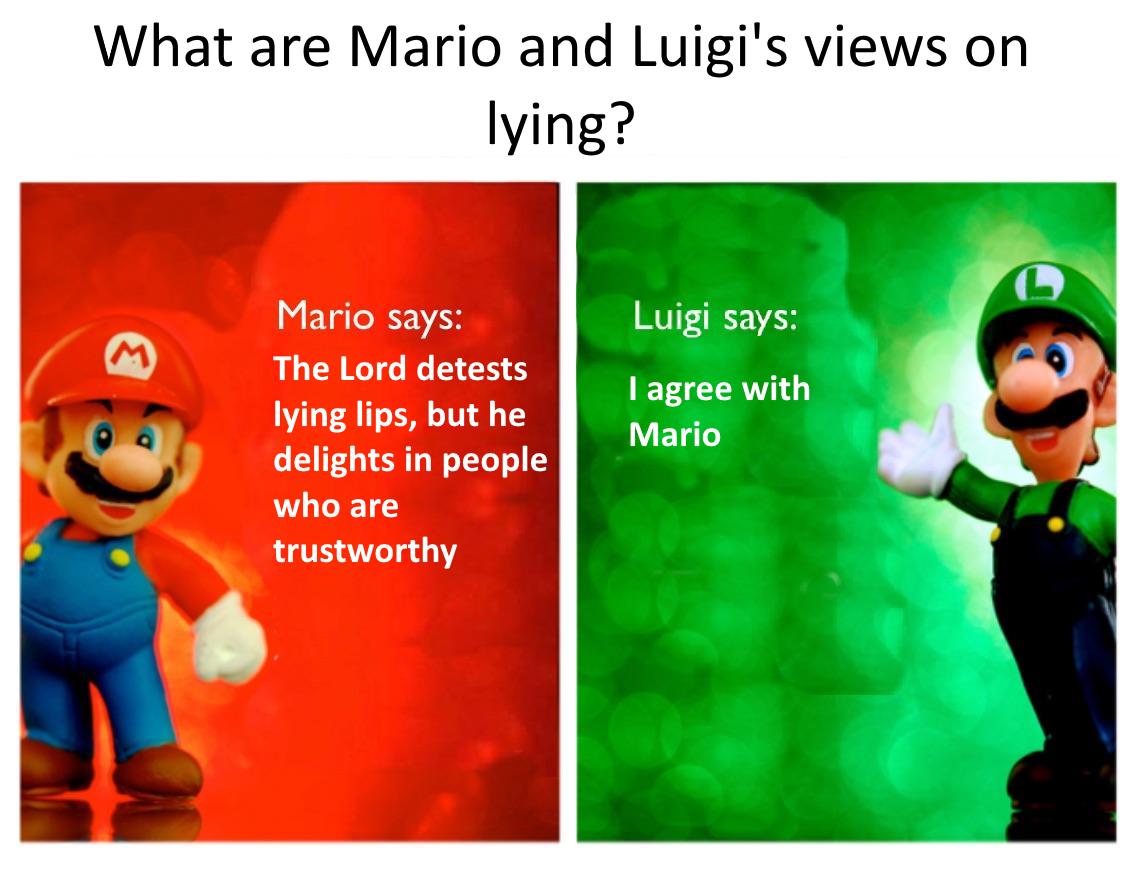 What are Mario and Luigi's views on
lying?
Mario says:
The Lord detests
lying lips, but he
delights in people
who are
trustworthy
Luigi says:
I agree with
Mario
M
L